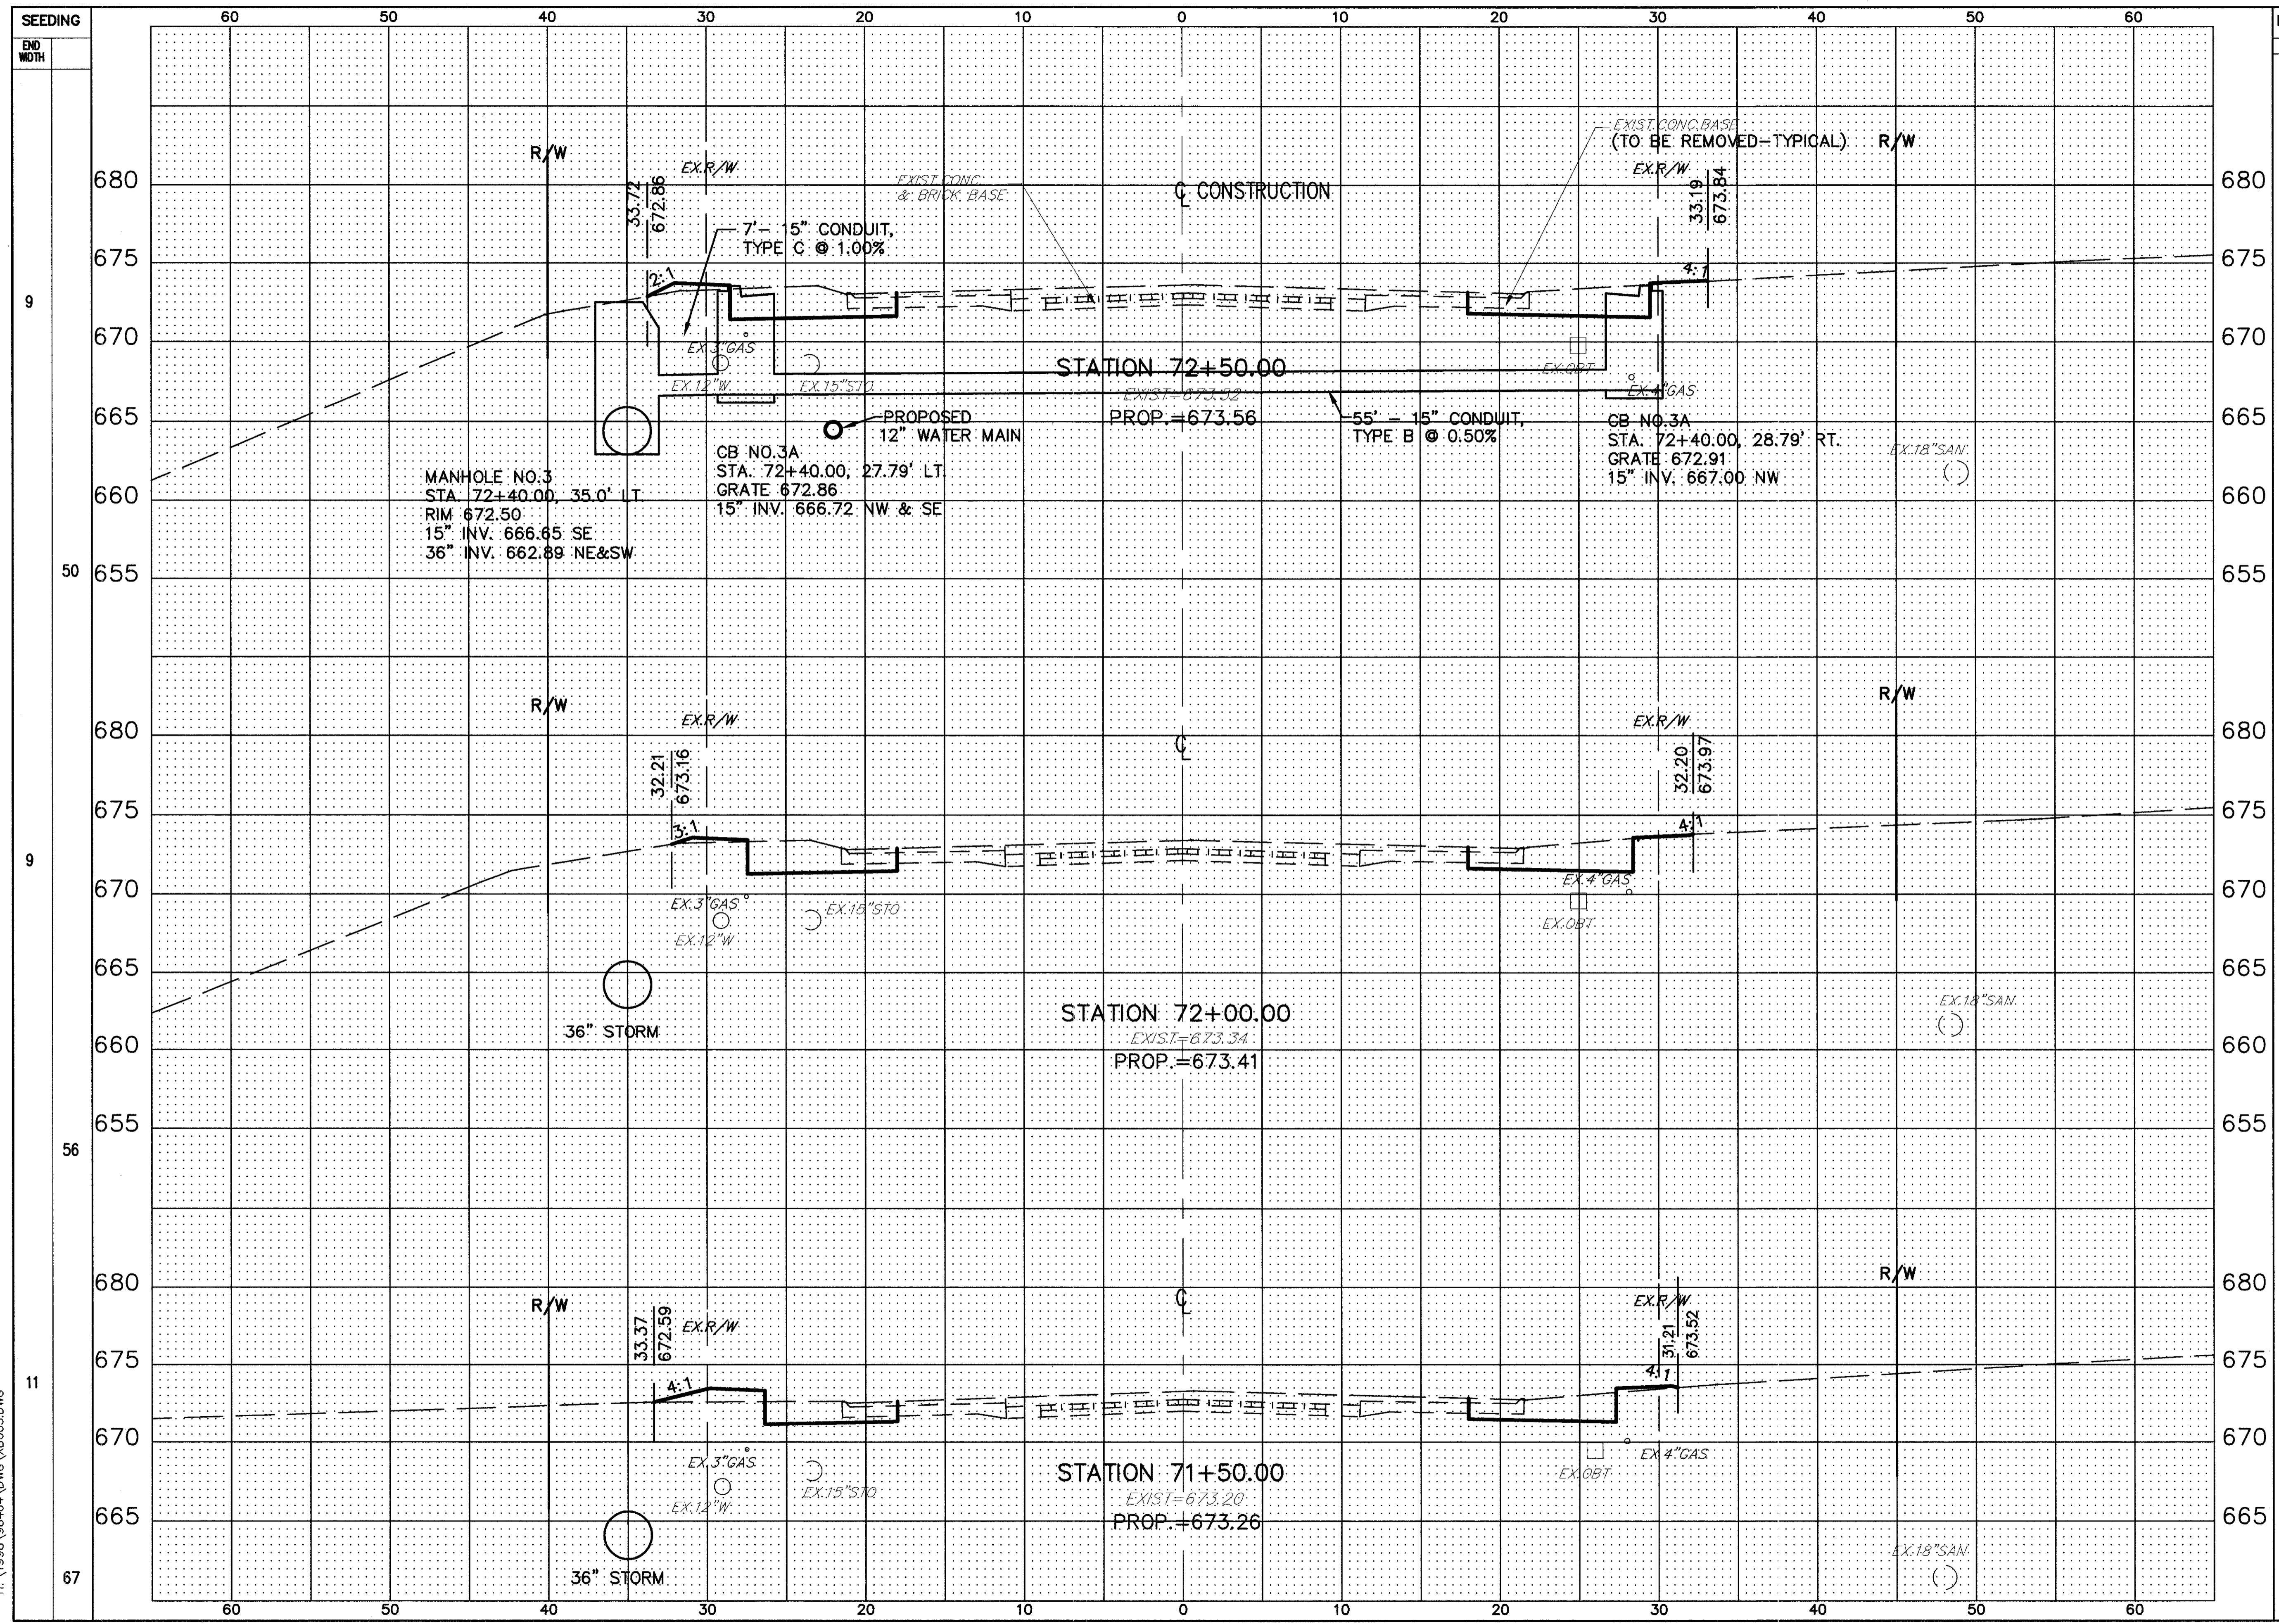 SEEDING
END
WIDTH
60 50 40 30 20 10 0 10 20 30 40 50 60
R/W
EX.R/W
33.72
672.86
EXIST.CONC.
& BRICK BASE
℄ CONSTRUCTION
EXIST.CONC.BASE
(TO BE REMOVED-TYPICAL)
EX.R/W
33.19
673.84
R/W
680 680
7'- 15" CONDUIT,
TYPE C @ 1.00%
675 675
2:1
4:1
9
670 670
EX.3"GAS
EX.12"W
EX.15"STO
STATION 72+50.00
EXIST=673.52
PROP.=673.56
EX.OBT
EX.4"GAS
665 665
PROPOSED
12" WATER MAIN
55' - 15" CONDUIT,
TYPE B @ 0.50%
CB NO.3A
STA. 72+40.00, 28.79' RT.
GRATE 672.91
15" INV. 667.00 NW
EX.18"SAN
CB NO.3A
STA. 72+40.00, 27.79' LT.
GRATE 672.86
15" INV. 666.72 NW & SE
MANHOLE NO.3
STA. 72+40.00, 35.0' LT.
RIM 672.50
15" INV. 666.65 SE
36" INV. 662.89 NE&SW
660 660
50
655 655
R/W
EX.R/W
℄
EX.R/W
R/W
680 680
32.21
673.16
32.20
673.97
675 675
3:1
4:1
9
670 670
EX.3"GAS
EX.12"W
EX.15"STO
EX.4"GAS
EX.OBT
665 665
36" STORM
STATION 72+00.00
EXIST=673.34
PROP.=673.41
EX.18"SAN
660 660
655 655
56
680 680
R/W
33.37
672.59
EX.R/W
℄
EX.R/W
31.21
673.52
R/W
675 675
4:1
4:1
11
670 670
EX.3"GAS
EX.12"W
EX.15"STO
STATION 71+50.00
EXIST=673.20
PROP.=673.26
EX.OBT
EX.4"GAS
665 665
EX.18"SAN
36" STORM
67
60 50 40 30 20 10 0 10 20 30 40 50 60